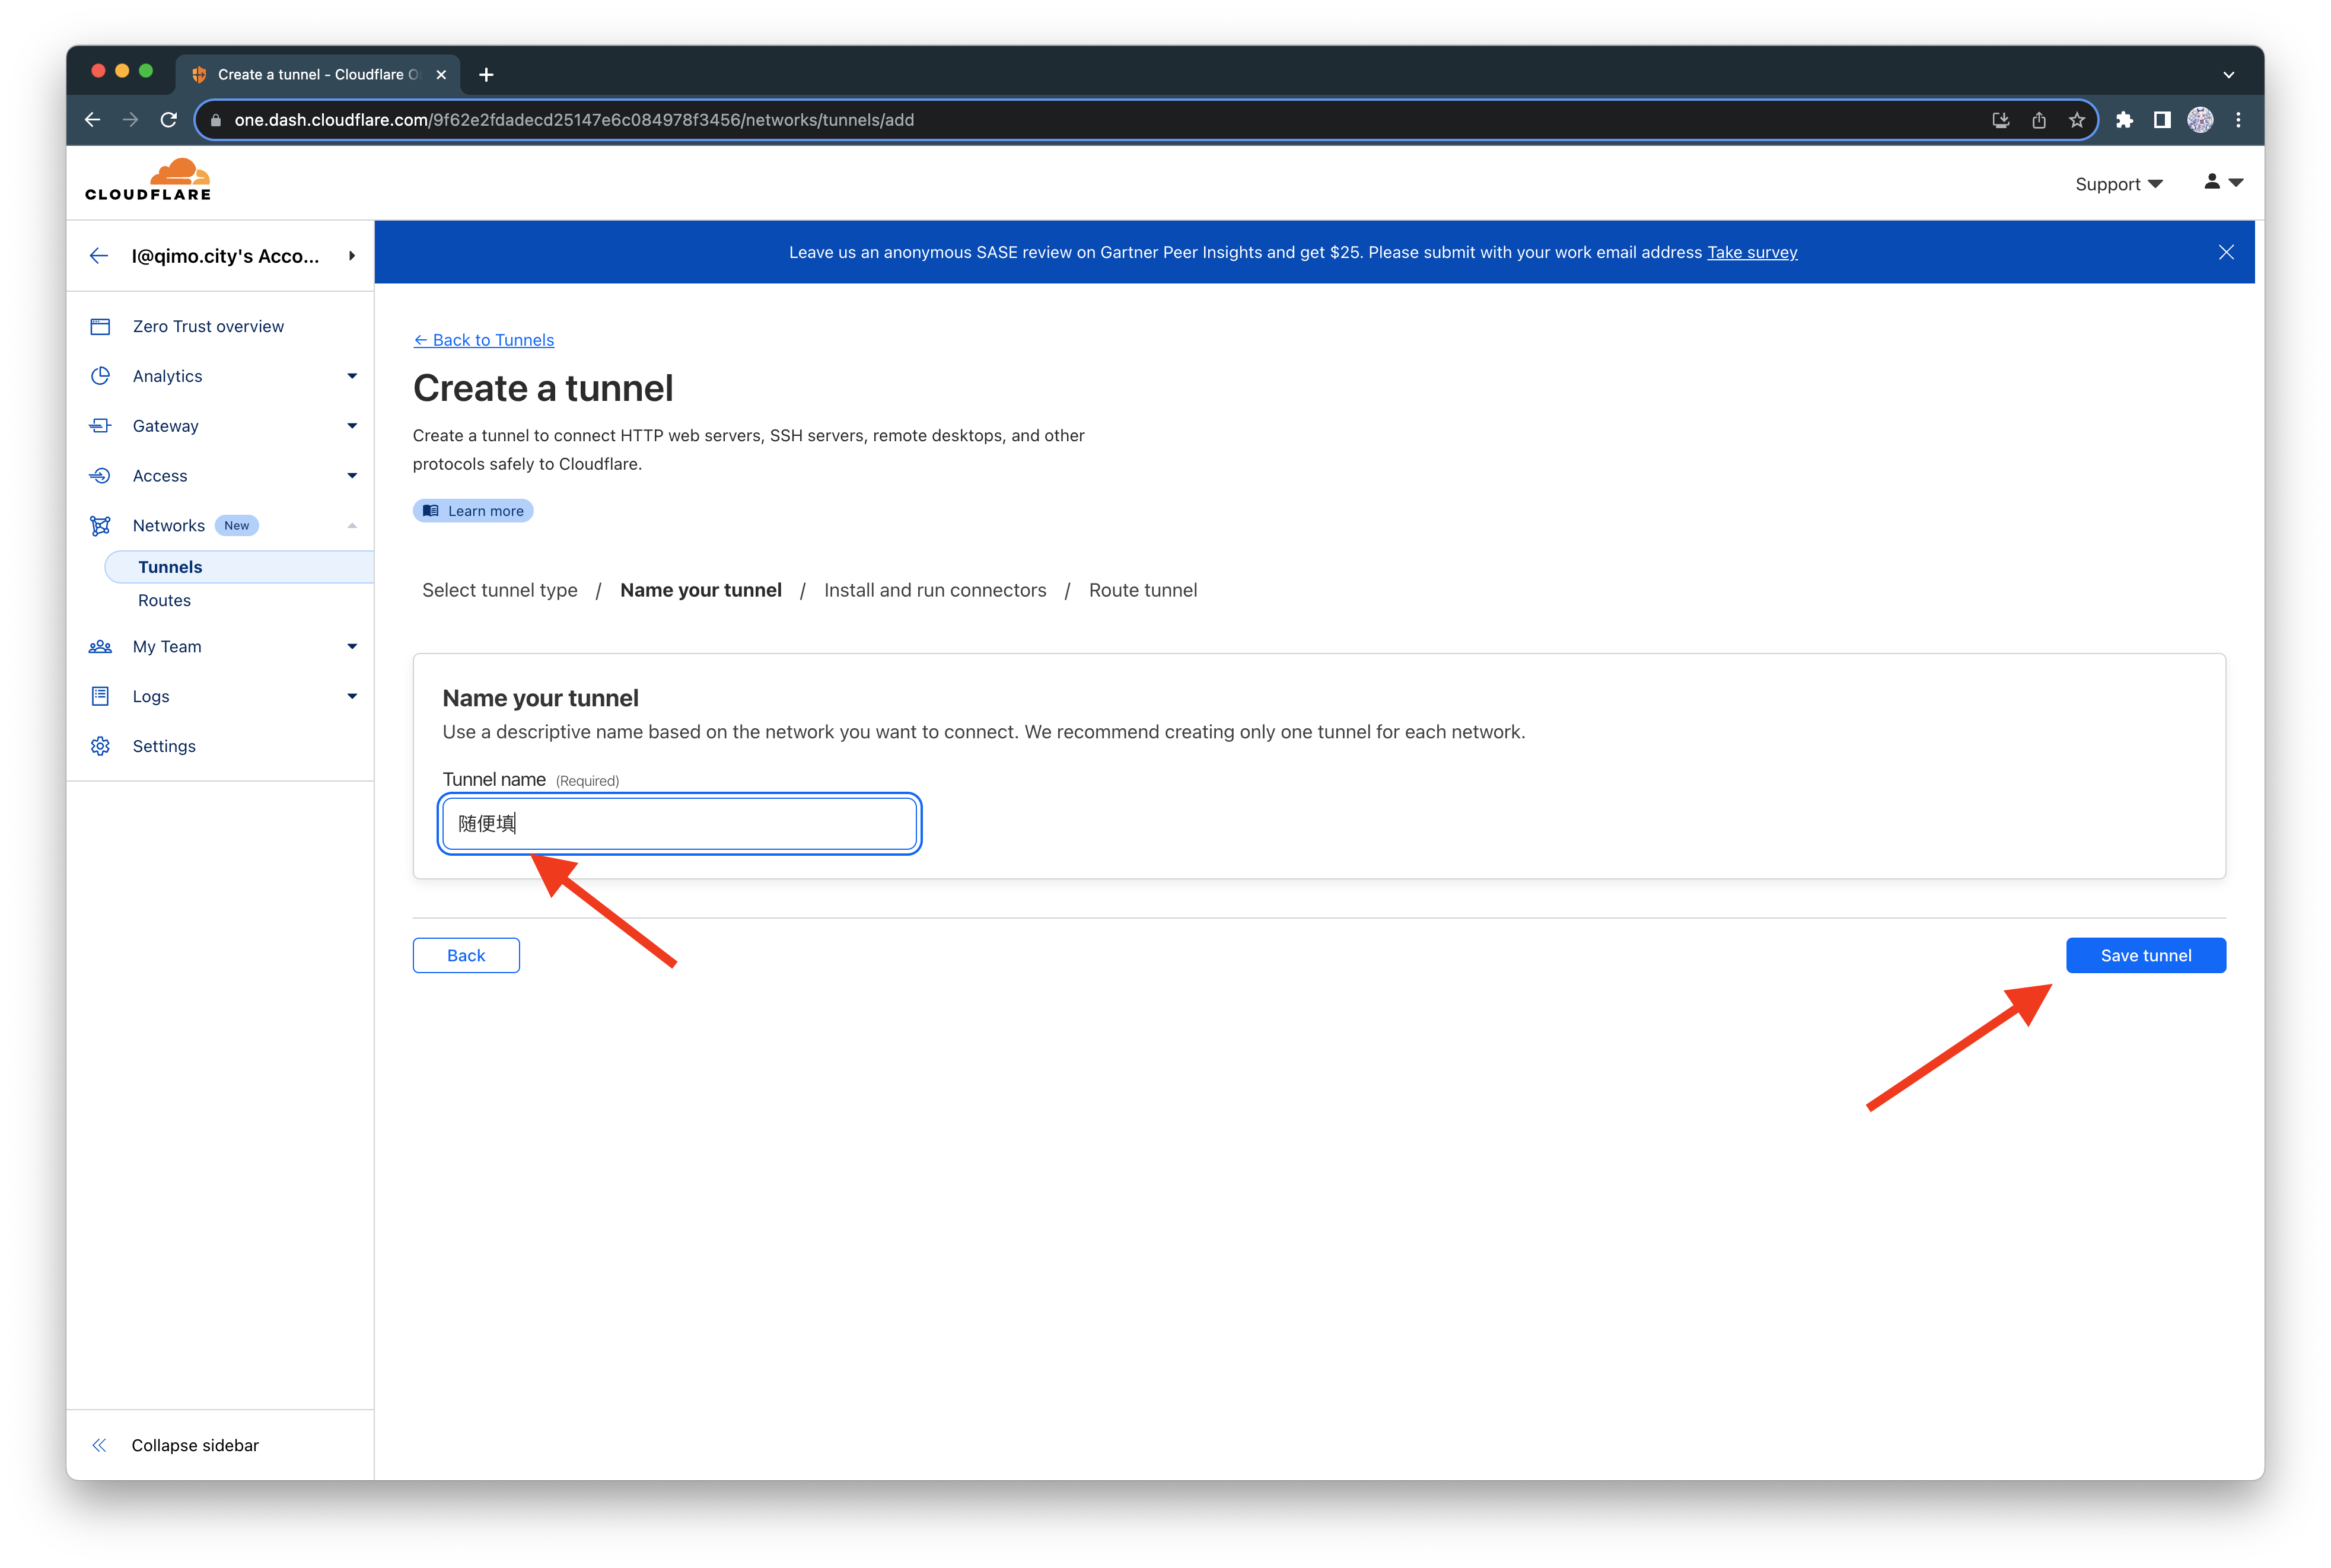 Create a tunnel - Cloudflare O
one.dash.cloudflare.com/9f62e2fdadecd25147e6c084978f3456/networks/tunnels/add
CLOUDFLARE
Support
I@qimo.city's Acco...
Leave us an anonymous SASE review on Gartner Peer Insights and get $25. Please submit with your work email address Take survey
Zero Trust overview
Analytics
Gateway
Access
Networks New
Tunnels
Routes
My Team
Logs
Settings
Collapse sidebar
← Back to Tunnels
Create a tunnel
Create a tunnel to connect HTTP web servers, SSH servers, remote desktops, and other
protocols safely to Cloudflare.
Learn more
Select tunnel type / Name your tunnel / Install and run connectors / Route tunnel
Name your tunnel
Use a descriptive name based on the network you want to connect. We recommend creating only one tunnel for each network.
Tunnel name (Required)
随便填
Back
Save tunnel